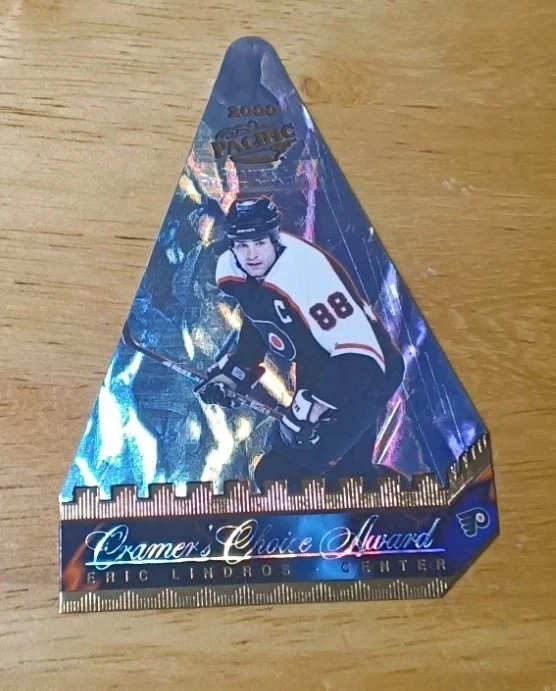 2000
PACIFIC
C
88
Cramer's Choice Award
ERIC LINDROS · CENTER